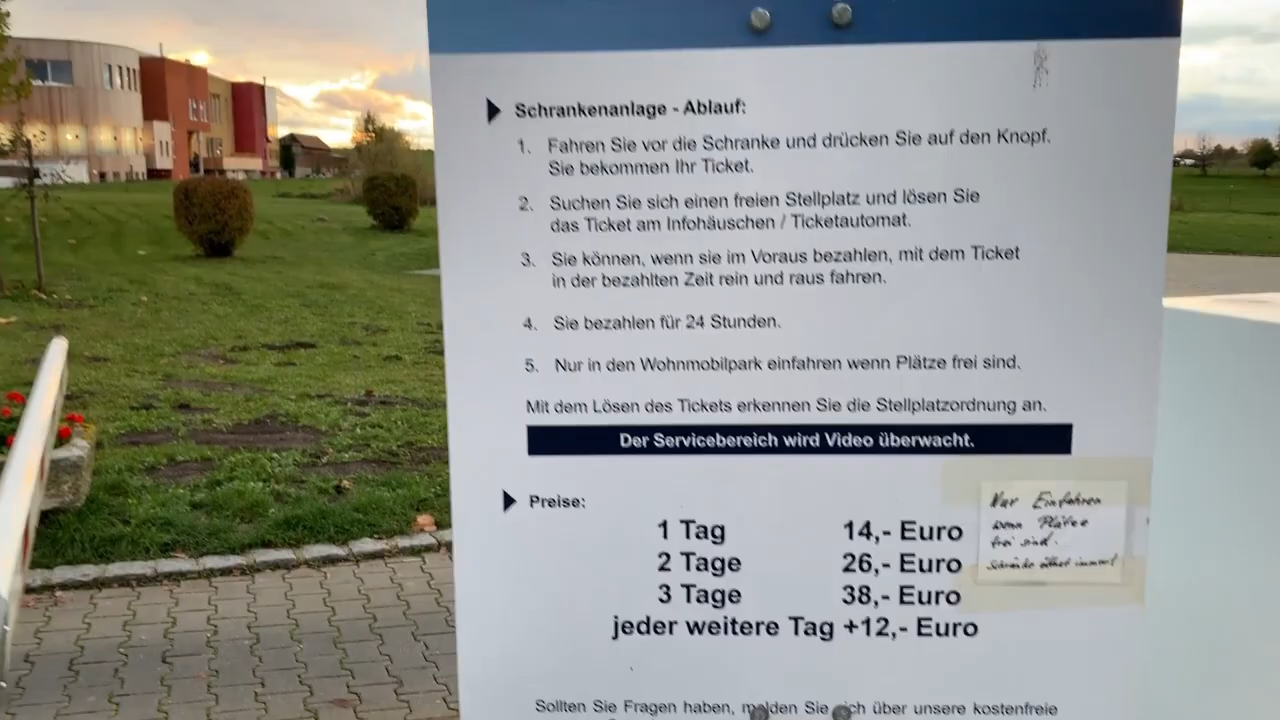 Schrankenanlage - Ablauf:
1. Fahren Sie vor die Schranke und drücken Sie auf den Knopf.
Sie bekommen Ihr Ticket.
2. Suchen Sie sich einen freien Stellplatz und lösen Sie
das Ticket am Infohäuschen / Ticketautomat.
3. Sie können, wenn sie im Voraus bezahlen, mit dem Ticket
in der bezahlten Zeit rein und raus fahren.
4. Sie bezahlen für 24 Stunden.
5. Nur in den Wohnmobilpark einfahren wenn Plätze frei sind.
Mit dem Lösen des Tickets erkennen Sie die Stellplatzordnung an.
Der Servicebereich wird Video überwacht.
Preise:
1 Tag 14,- Euro
2 Tage 26,- Euro
3 Tage 38,- Euro
jeder weitere Tag +12,- Euro
Nur Einfahren
wenn Plätze
frei sind.
Schranke öffnet immer!
Sollten Sie Fragen haben, melden Sie sich über unsere kostenfreie